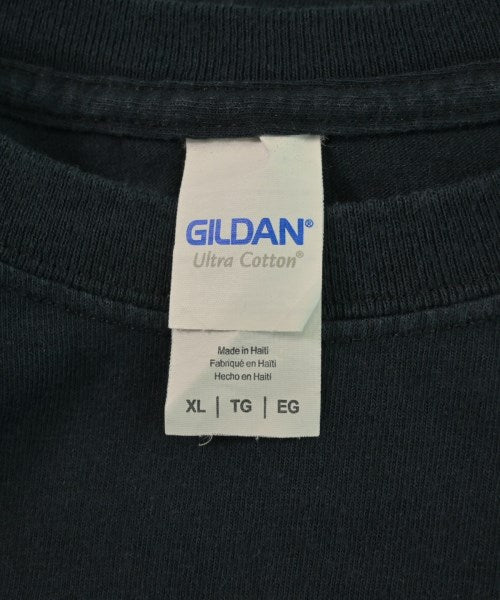 GILDAN®
Ultra Cotton®
Made in Haiti
Fabriqué en Haïti
Hecho en Haití
XL | TG | EG